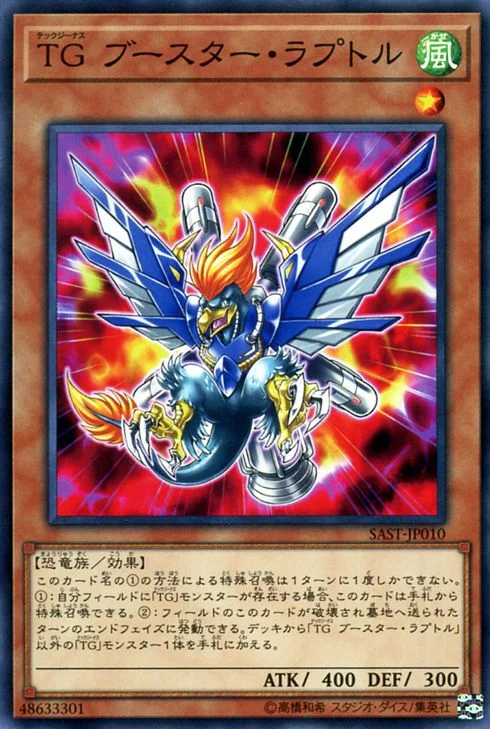 テックジーナス
TG ブースター・ラプトル
かぜ
風
SAST-JP010
【恐竜族/効果】
このカード名の①の方法による特殊召喚は1ターンに1度しかできない。
①:自分フィールドに「TG」モンスターが存在する場合、このカードは手札から
特殊召喚できる。②:フィールドのこのカードが破壊され墓地へ送られた
ターンのエンドフェイズに発動できる。デッキから「TG ブースター・ラプトル」
以外の「TG」モンスター1体を手札に加える。
ATK/ 400 DEF/ 300
48633301
©高橋和希 スタジオ・ダイス/集英社